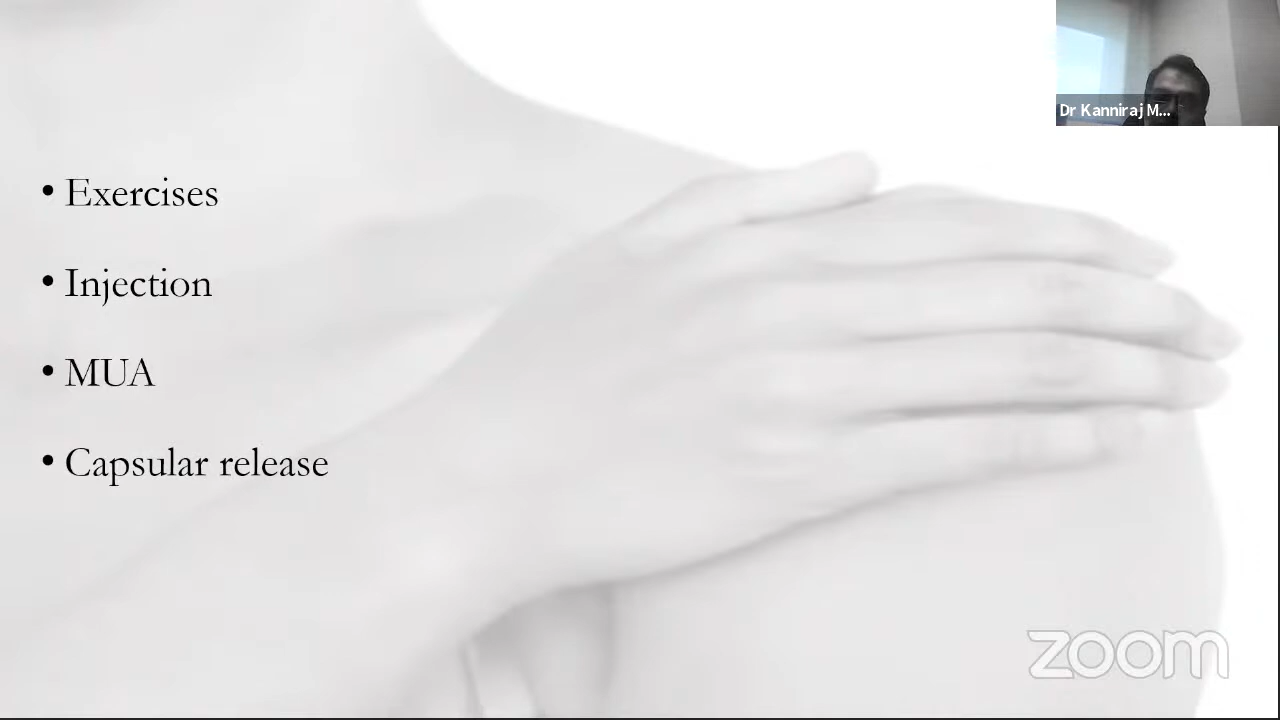 Dr Kanniraj M...
• Exercises
• Injection
• MUA
• Capsular release
zoom